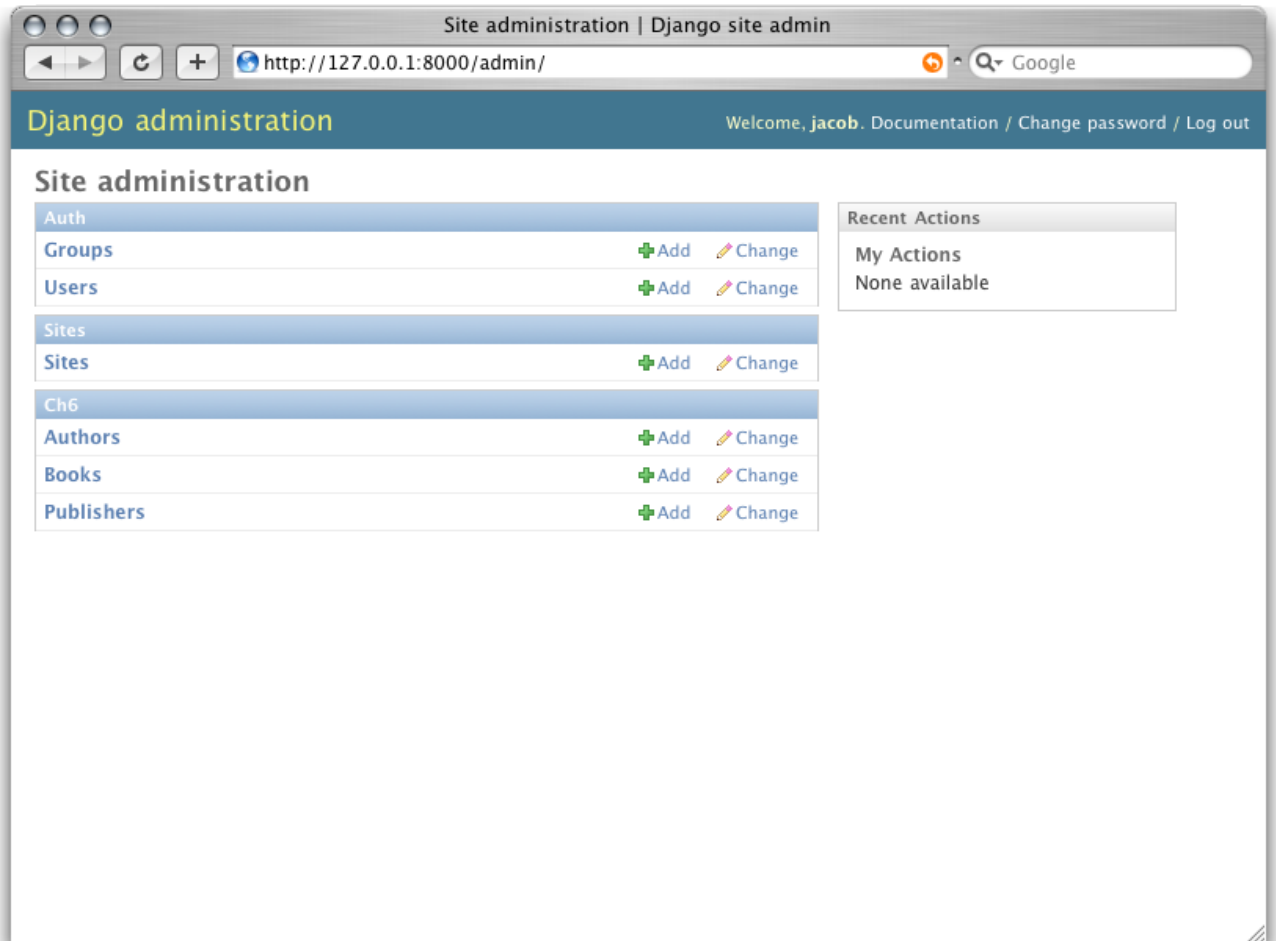 Site administration | Django site admin
http://127.0.0.1:8000/admin/
Google
Django administration
Welcome, jacob. Documentation / Change password / Log out
Site administration
Auth
Groups Add Change
Users Add Change
Sites
Sites Add Change
Ch6
Authors Add Change
Books Add Change
Publishers Add Change
Recent Actions
My Actions
None available